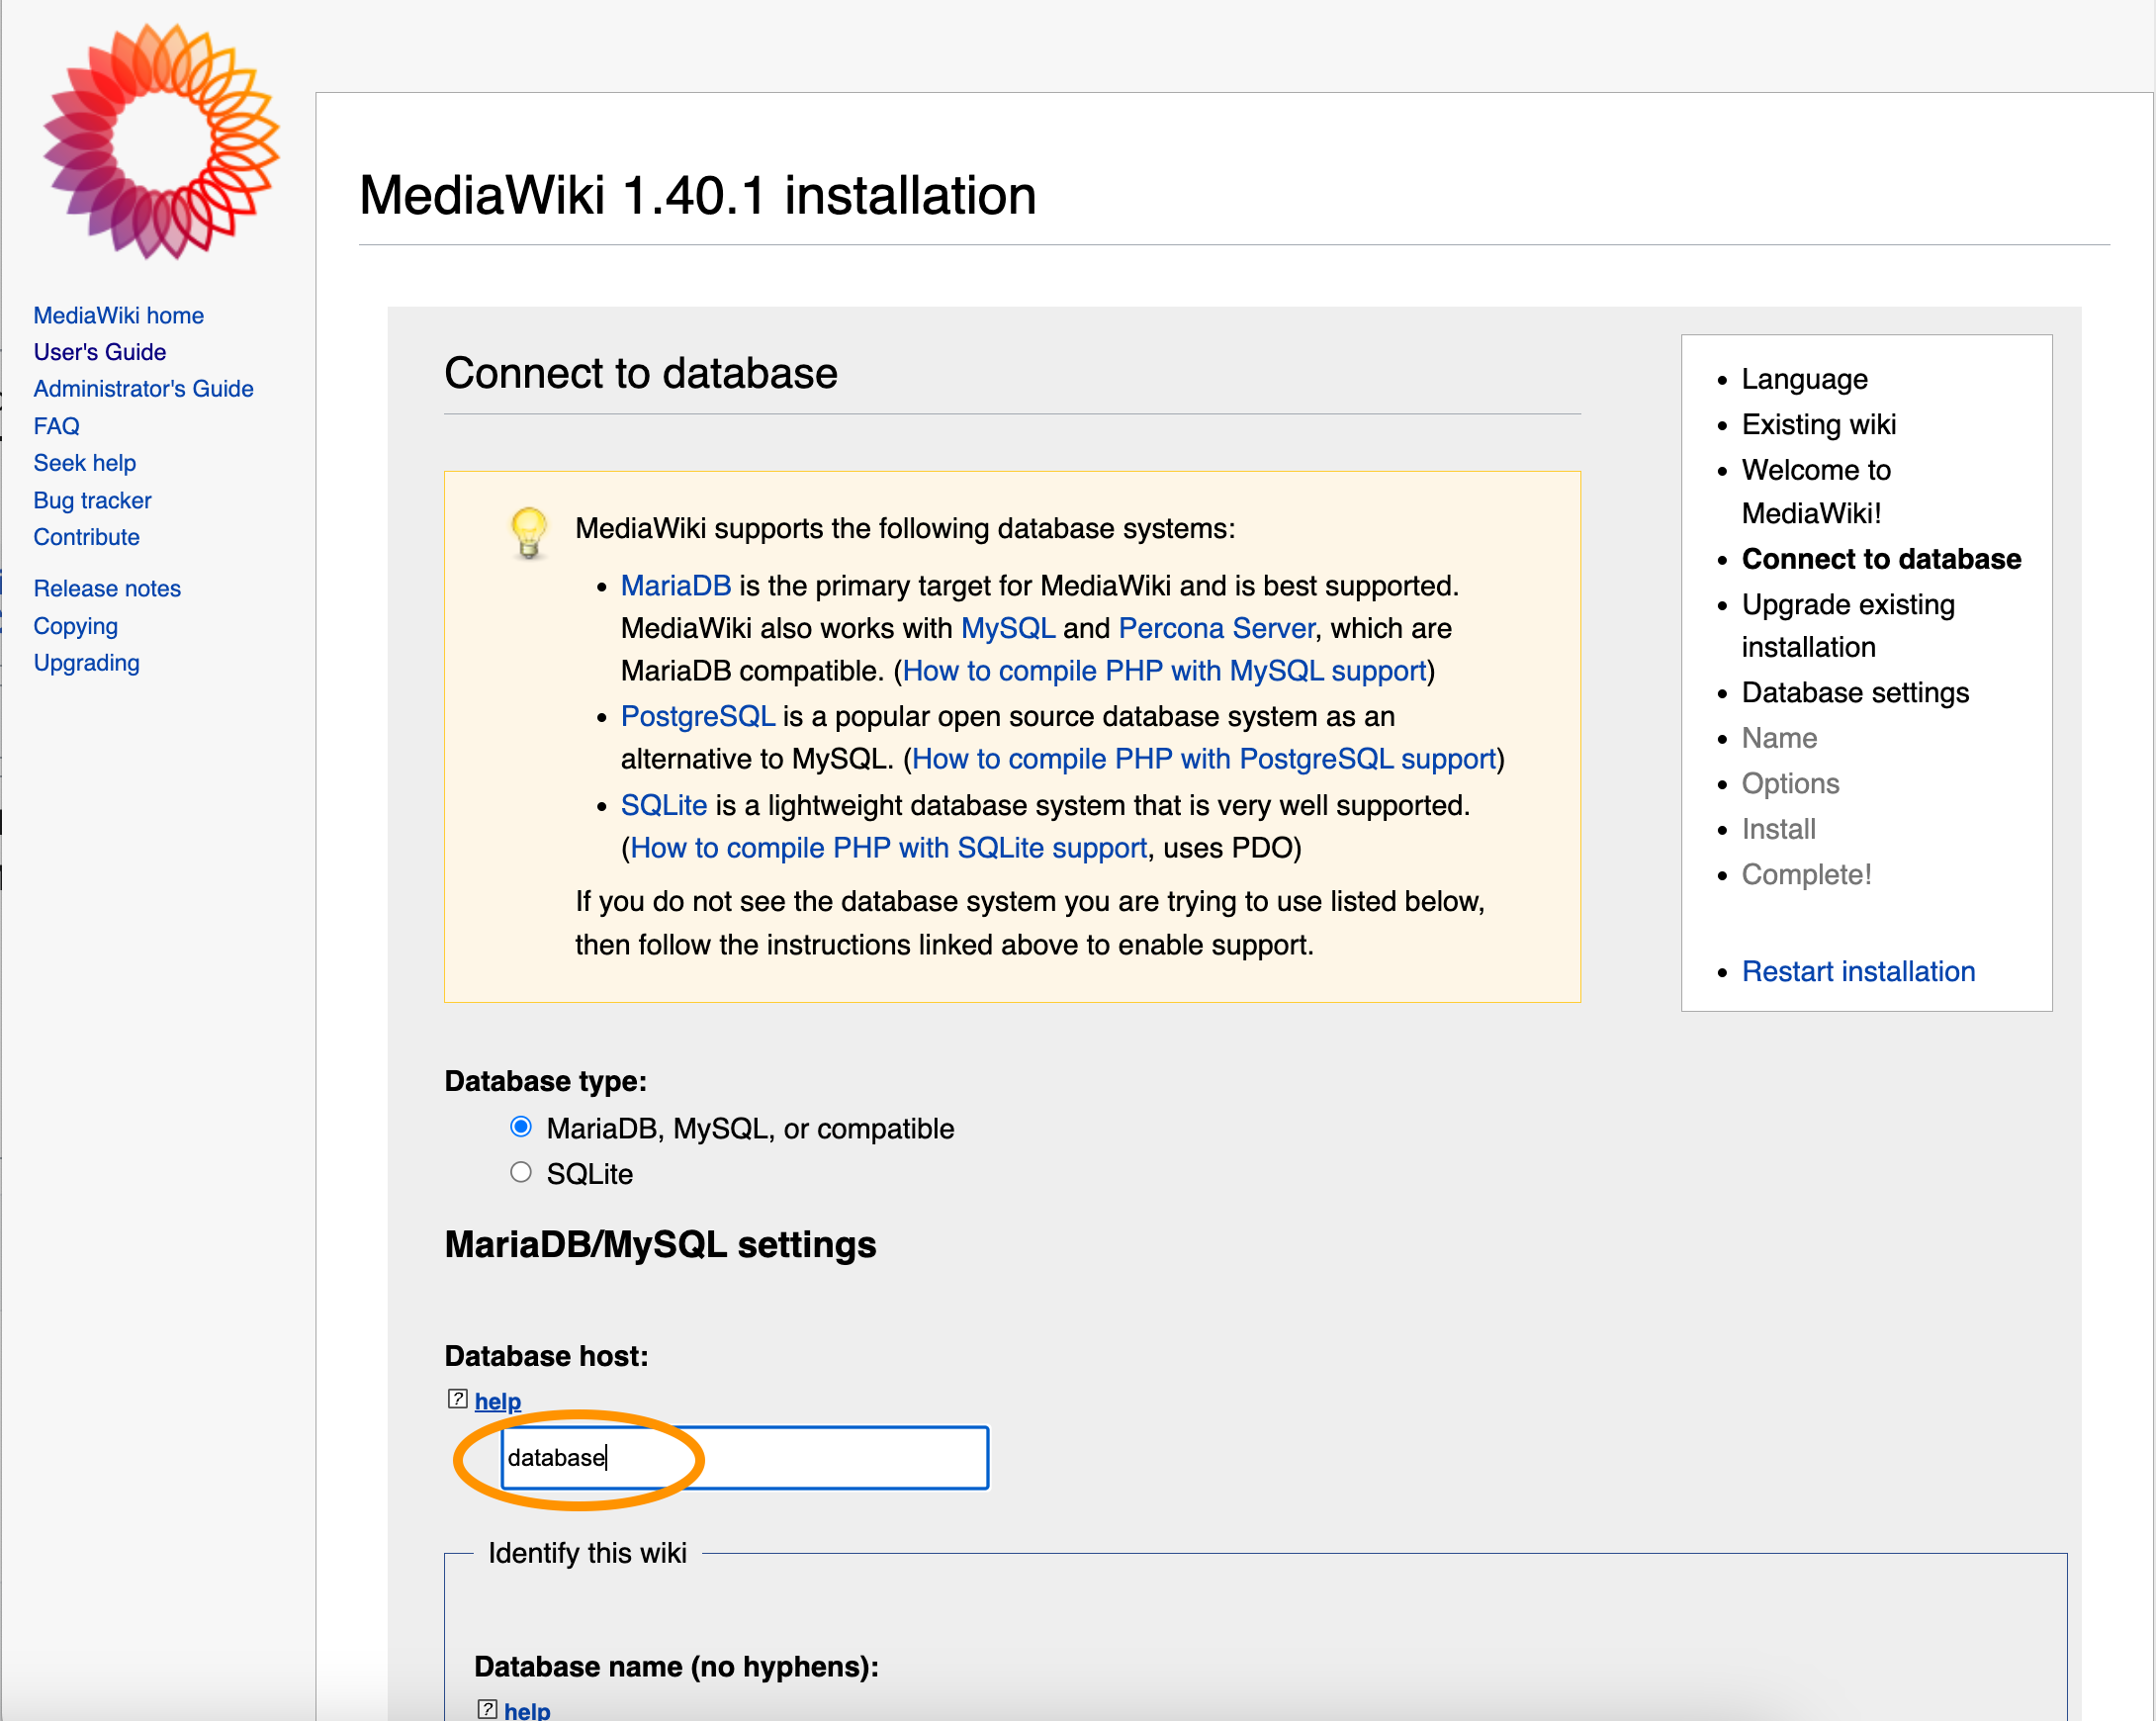 MediaWiki home
User's Guide
Administrator's Guide
FAQ
Seek help
Bug tracker
Contribute
Release notes
Copying
Upgrading
MediaWiki 1.40.1 installation
Connect to database
MediaWiki supports the following database systems:
MariaDB is the primary target for MediaWiki and is best supported.
MediaWiki also works with MySQL and Percona Server, which are
MariaDB compatible. (How to compile PHP with MySQL support)
PostgreSQL is a popular open source database system as an
alternative to MySQL. (How to compile PHP with PostgreSQL support)
SQLite is a lightweight database system that is very well supported.
(How to compile PHP with SQLite support, uses PDO)
If you do not see the database system you are trying to use listed below,
then follow the instructions linked above to enable support.
Database type:
MariaDB, MySQL, or compatible
SQLite
MariaDB/MySQL settings
Database host:
? help
database
Identify this wiki
Database name (no hyphens):
? help
Language
Existing wiki
Welcome to
MediaWiki!
Connect to database
Upgrade existing
installation
Database settings
Name
Options
Install
Complete!
Restart installation